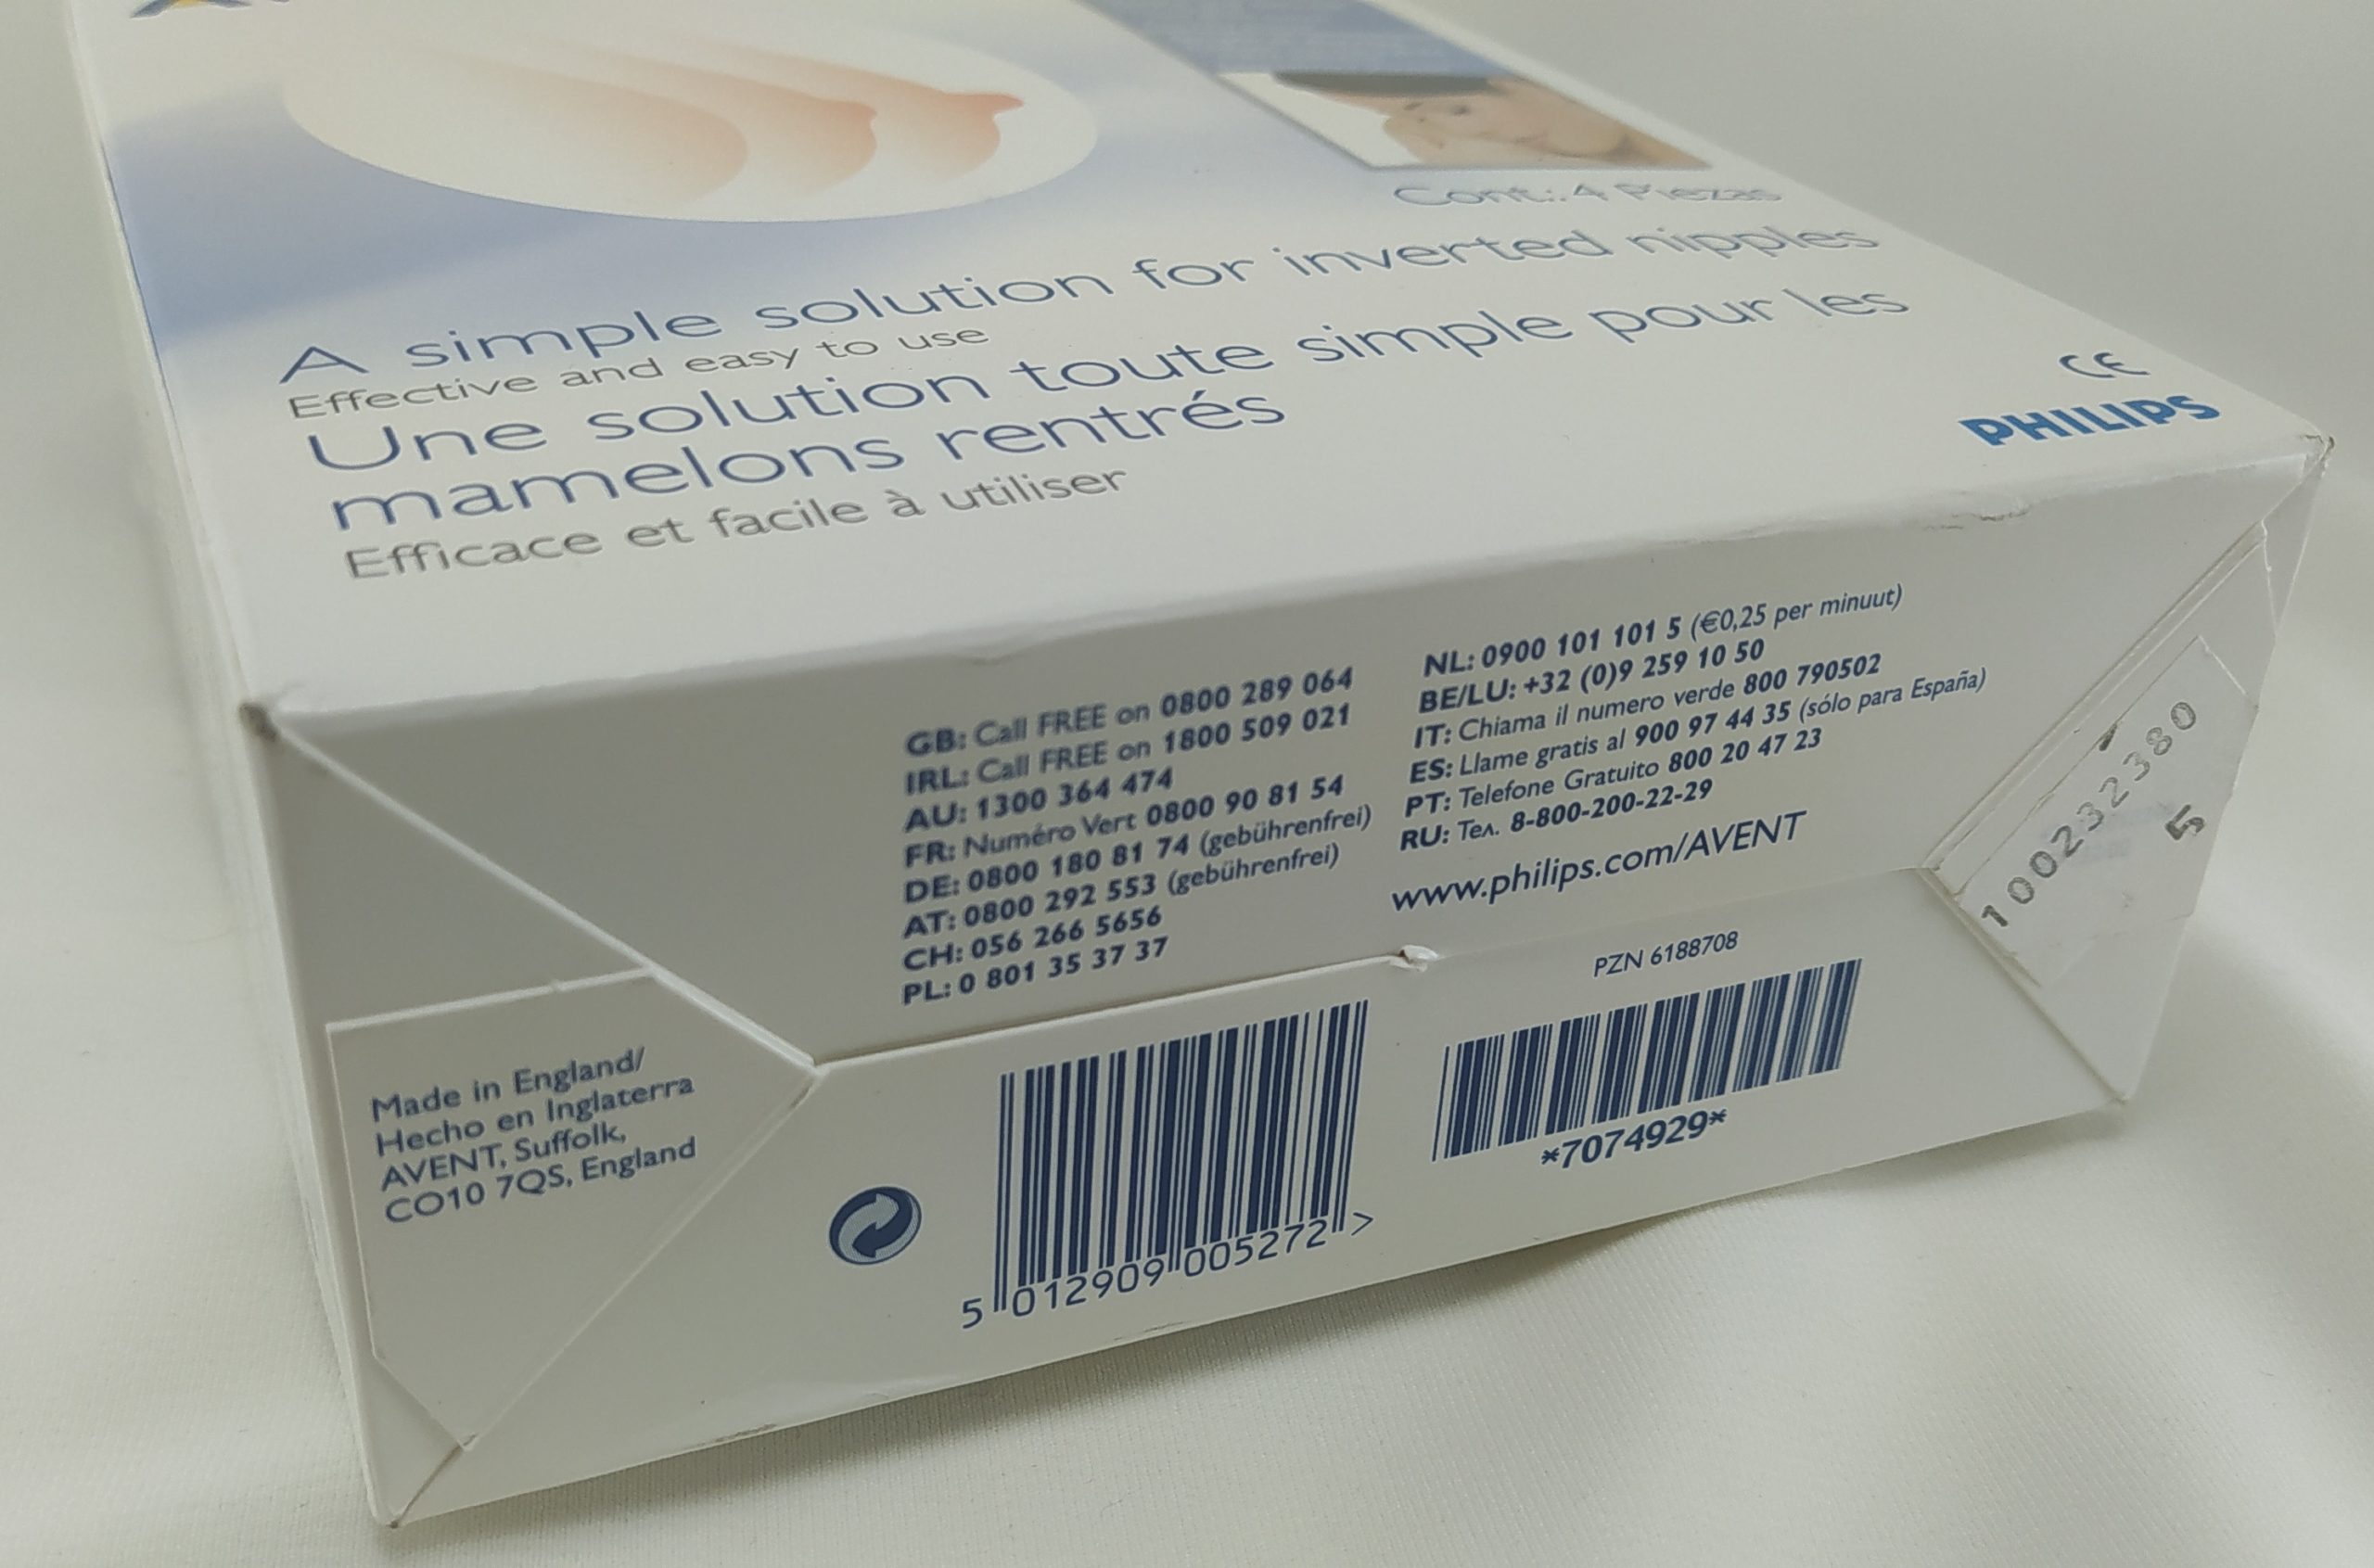 Cont.: 4 Piezas
A simple solution for inverted nipples
Effective and easy to use
Une solution toute simple pour les
mamelons rentrés
Efficace et facile à utiliser
CE
PHILIPS
GB: Call FREE on 0800 289 064
IRL: Call FREE on 1800 509 021
AU: 1300 364 474
FR: Numéro Vert 0800 90 81 54
DE: 0800 180 81 74 (gebührenfrei)
AT: 0800 292 553 (gebührenfrei)
CH: 056 266 5656
PL: 0 801 35 37 37
NL: 0900 101 101 5 (€0,25 per minuut)
BE/LU: +32 (0)9 259 10 50
IT: Chiama il numero verde 800 790502
ES: Llame gratis al 900 97 44 35 (sólo para España)
PT: Telefone Gratuito 800 20 47 23
RU: Тел. 8-800-200-22-29
www.philips.com/AVENT
100232380
5
Made in England/
Hecho en Inglaterra
AVENT, Suffolk,
CO10 7QS, England
5 012909 005272 >
PZN 6188708
*7074929*